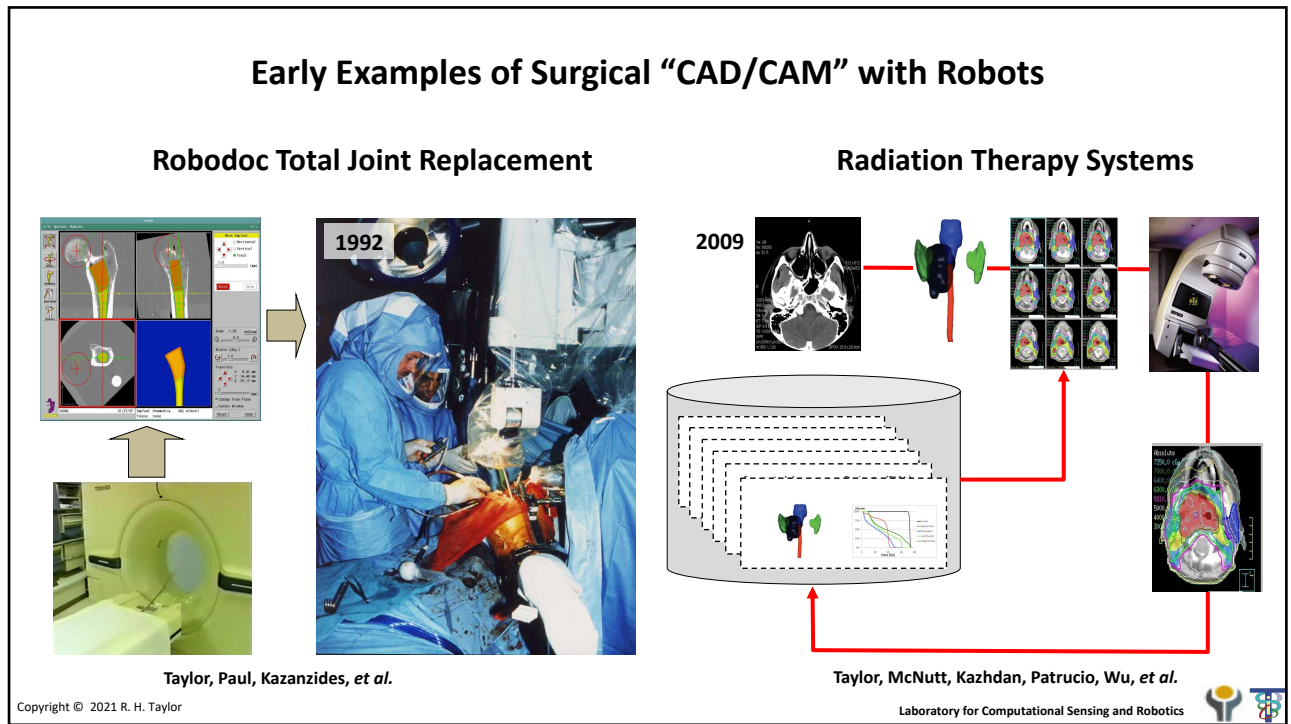 Early Examples of Surgical “CAD/CAM” with Robots
Robodoc Total Joint Replacement
Radiation Therapy Systems
1992
2009
Absolute
Taylor, Paul, Kazanzides, et al.
Taylor, McNutt, Kazhdan, Patrucio, Wu, et al.
Copyright © 2021 R. H. Taylor
Laboratory for Computational Sensing and Robotics